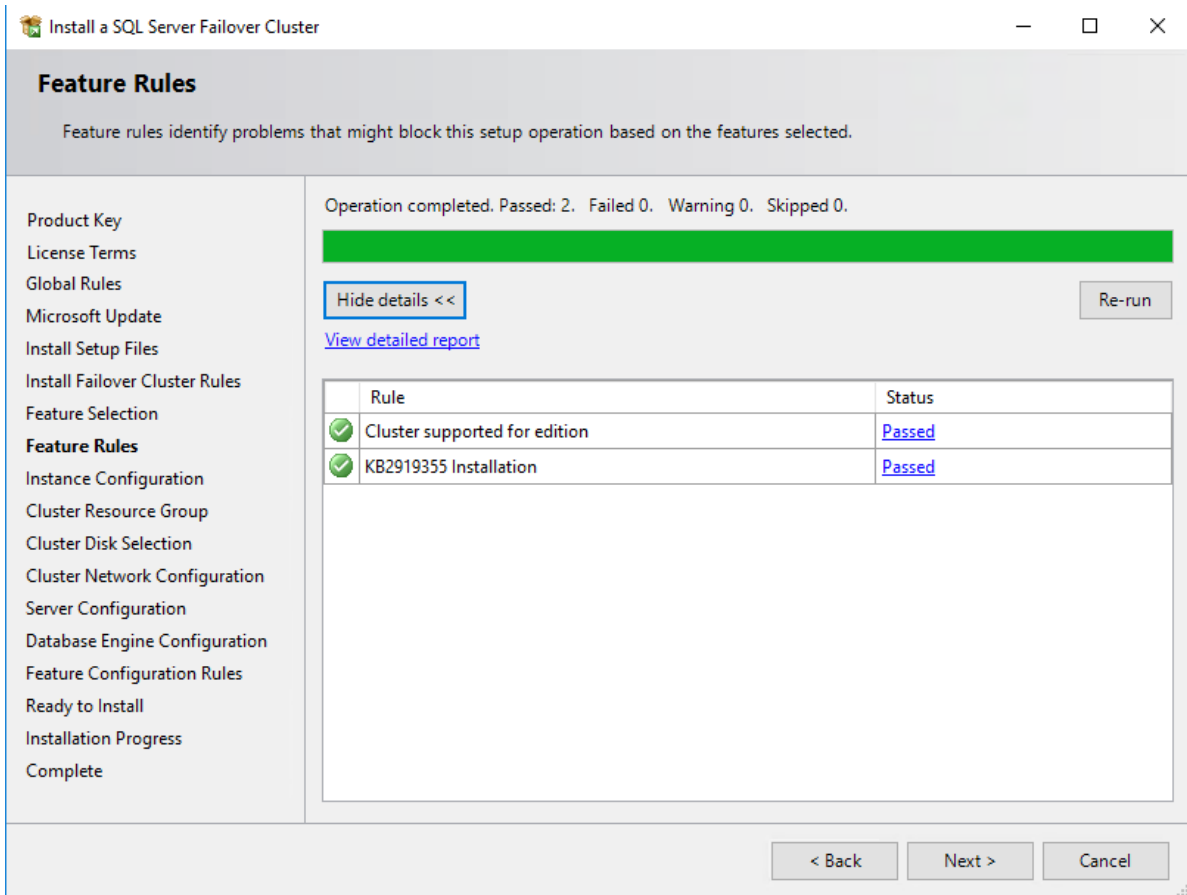 Install a SQL Server Failover Cluster
Feature Rules
Feature rules identify problems that might block this setup operation based on the features selected.
Product Key
License Terms
Global Rules
Microsoft Update
Install Setup Files
Install Failover Cluster Rules
Feature Selection
Feature Rules
Instance Configuration
Cluster Resource Group
Cluster Disk Selection
Cluster Network Configuration
Server Configuration
Database Engine Configuration
Feature Configuration Rules
Ready to Install
Installation Progress
Complete
Operation completed. Passed: 2. Failed 0. Warning 0. Skipped 0.
Hide details << Re-run
View detailed report
Rule Status
Cluster supported for edition Passed
KB2919355 Installation Passed
< Back Next > Cancel